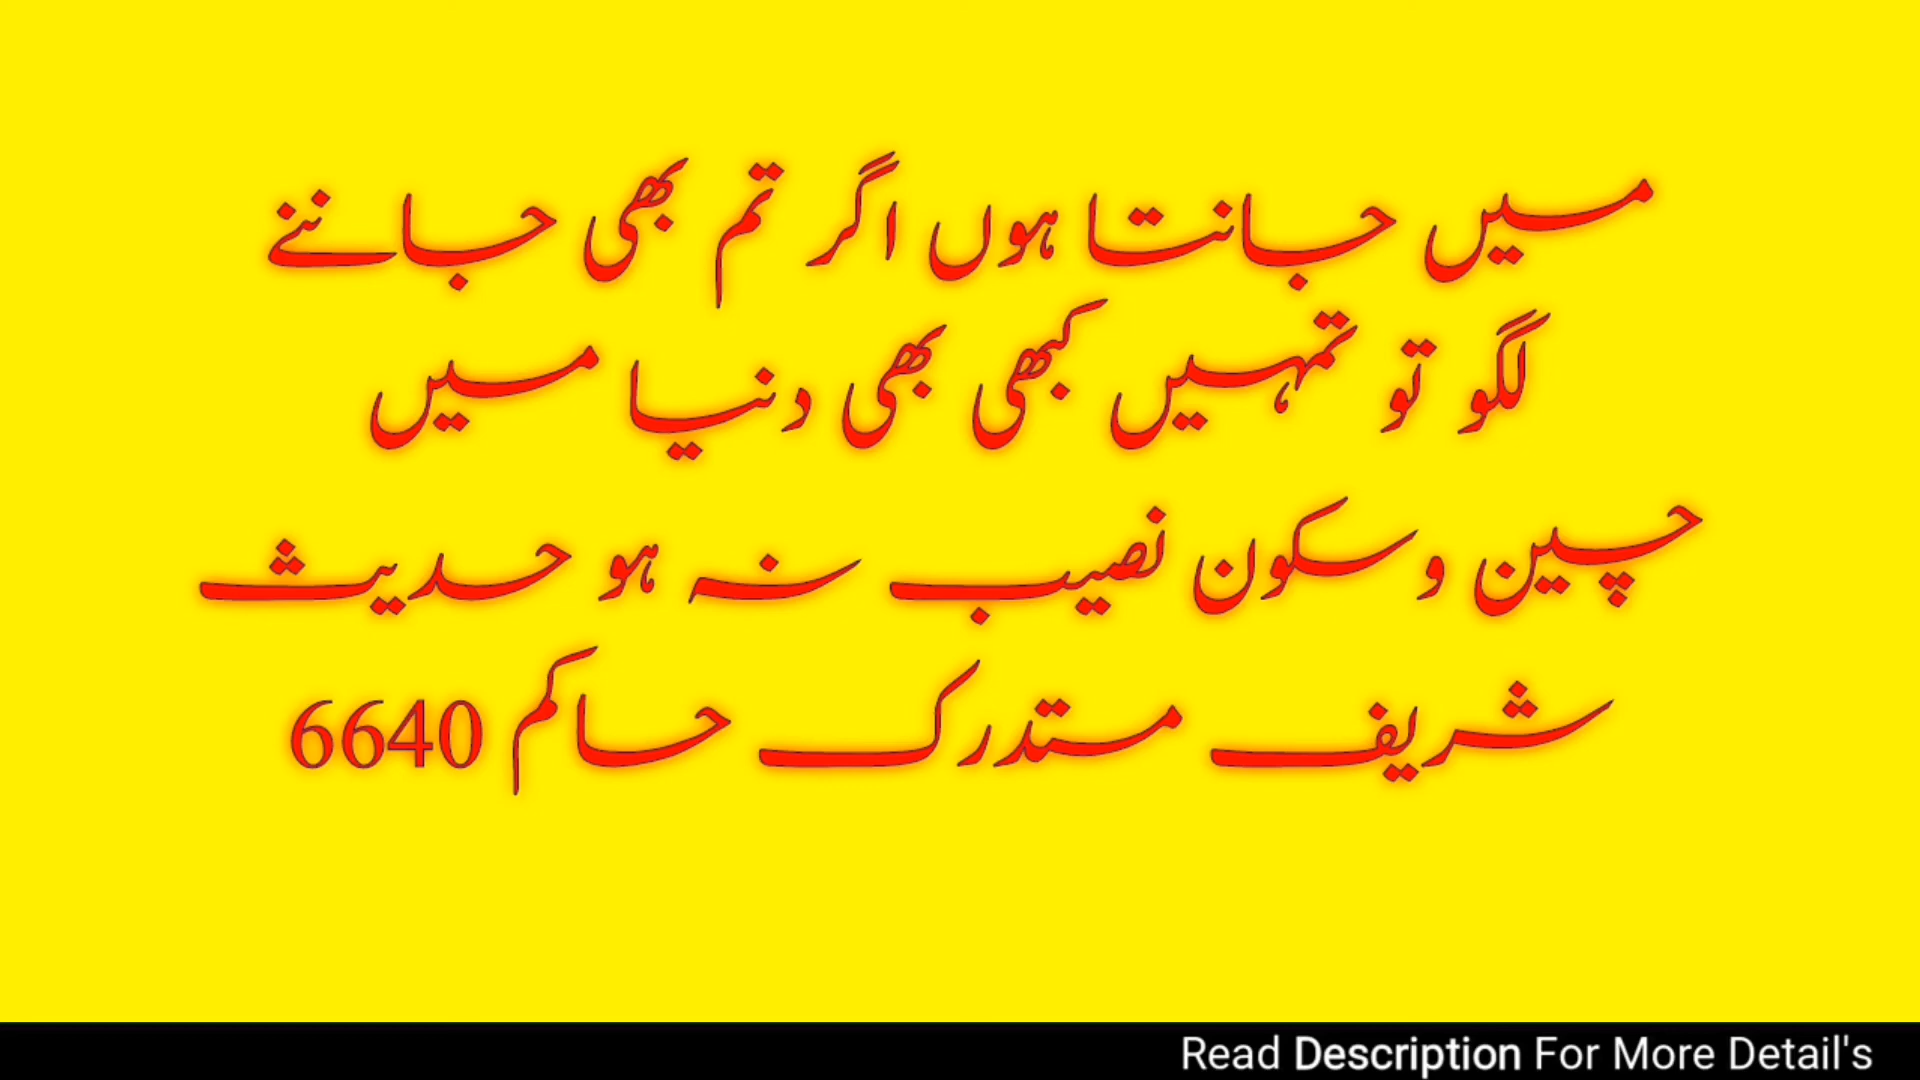 میں جانتا ہوں اگر تم بھی جاننے
لگو تو تمہیں کبھی بھی دنیا میں
چین و سکون نصیب نہ ہو حدیث
شریف مستدرک حاکم 6640
Read Description For More Detail's